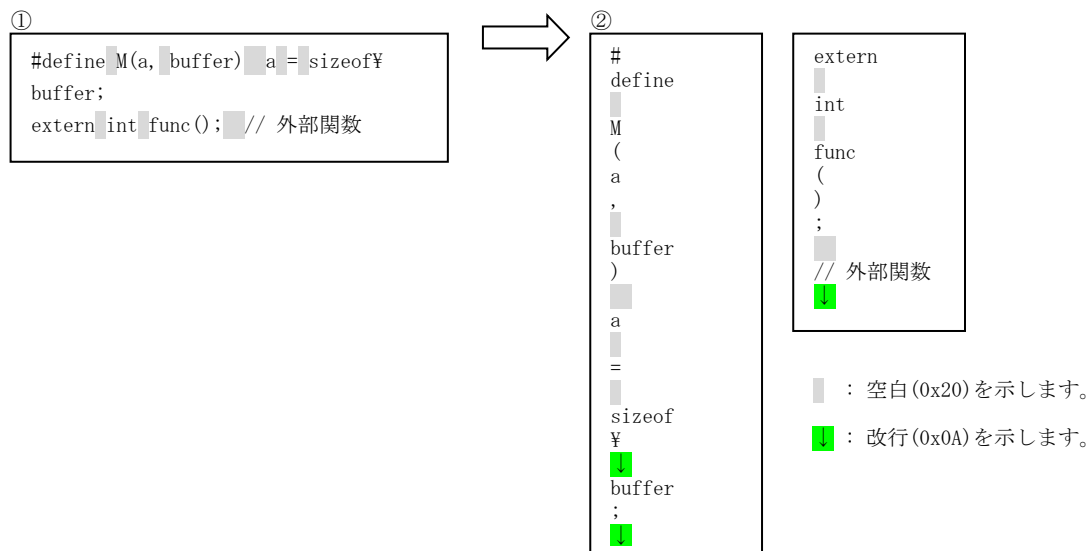 ①
#define M(a, buffer)  a = sizeof¥
buffer;
extern int func();  // 外部関数
②
#
define
M
(
a
,
buffer
)
a
=
sizeof
¥
↓
buffer
;
↓
extern
int
func
(
)
;
// 外部関数
↓
： 空白(0x20)を示します。
↓ ： 改行(0x0A)を示します。